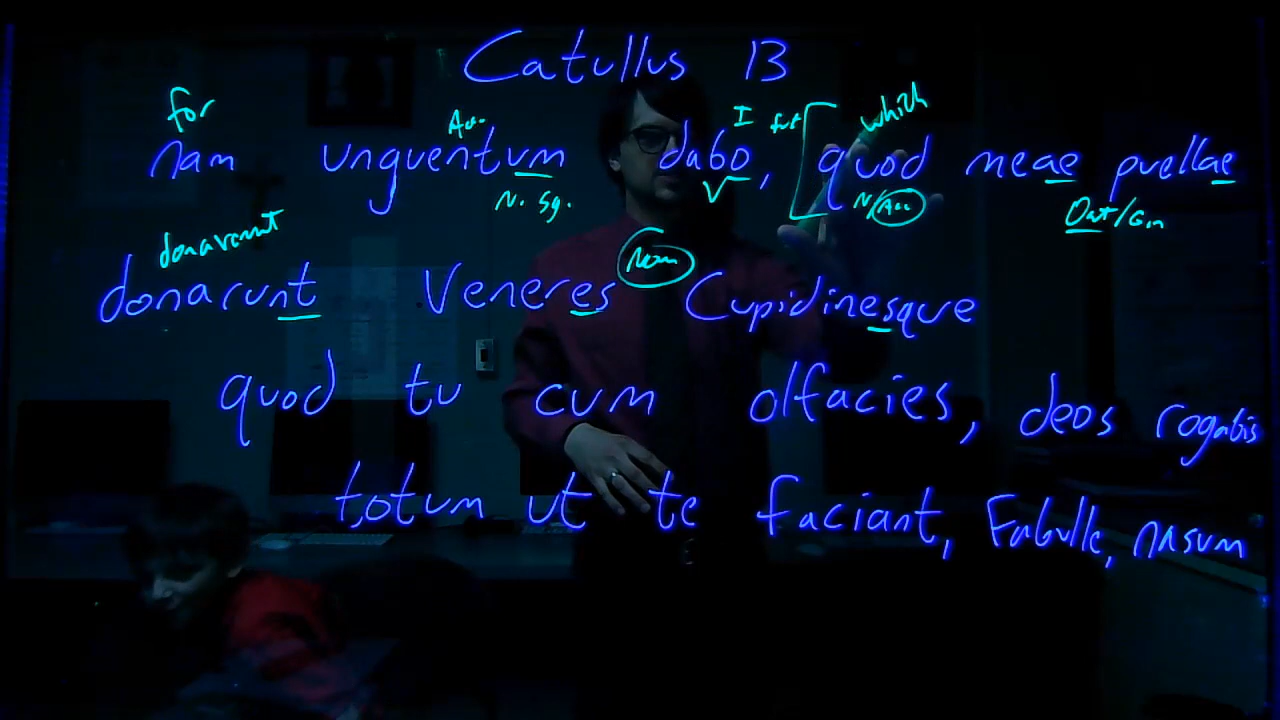 Catullus 13
for Acc. I fut which
nam unguentum dabo, [quod meae puellae
N. Sg. V N/Acc Dat/Gen
donaverunt Nom
donarunt Veneres Cupidinesque
quod tu cum olfacies, deos rogabis
totum ut te faciant, Fabulle, nasum